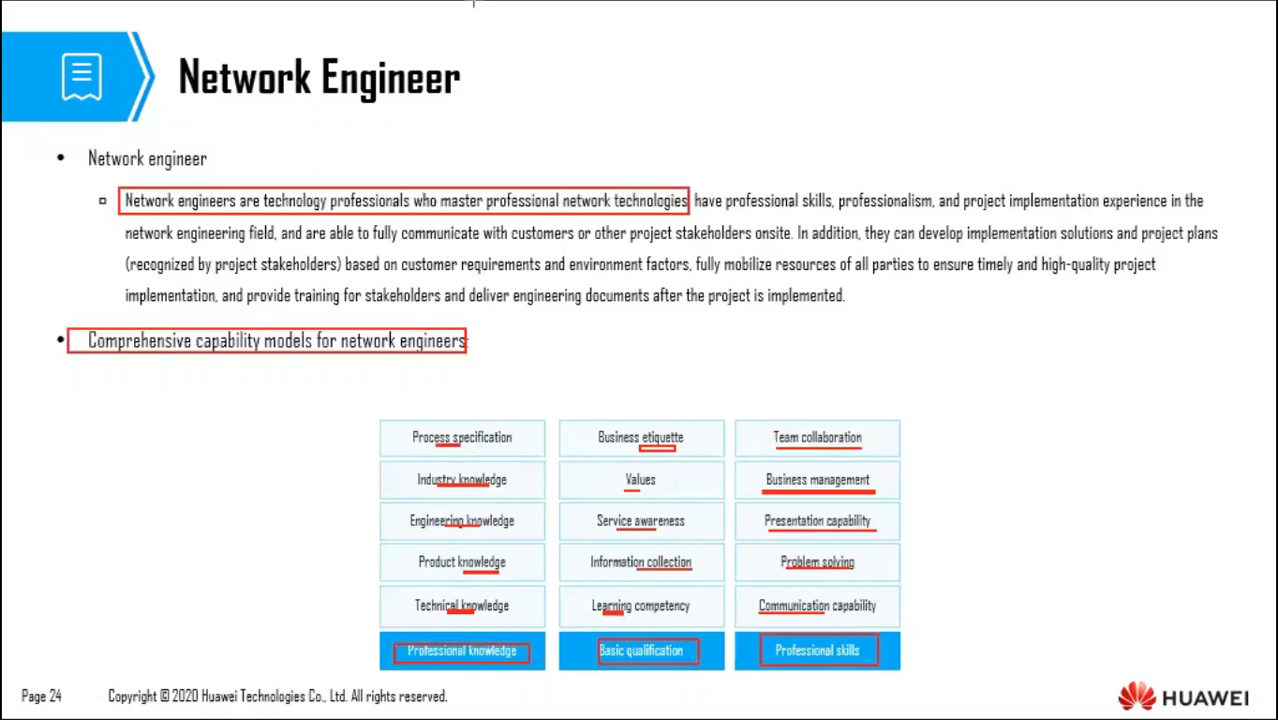 Network Engineer
• Network engineer
▫ Network engineers are technology professionals who master professional network technologies have professional skills, professionalism, and project implementation experience in the
network engineering field, and are able to fully communicate with customers or other project stakeholders onsite. In addition, they can develop implementation solutions and project plans
(recognized by project stakeholders) based on customer requirements and environment factors, fully mobilize resources of all parties to ensure timely and high-quality project
implementation, and provide training for stakeholders and deliver engineering documents after the project is implemented.
• Comprehensive capability models for network engineers:
Process specification Business etiquette Team collaboration
Industry knowledge Values Business management
Engineering knowledge Service awareness Presentation capability
Product knowledge Information collection Problem solving
Technical knowledge Learning competency Communication capability
Professional knowledge Basic qualification Professional skills
Page 24 Copyright © 2020 Huawei Technologies Co., Ltd. All rights reserved.
HUAWEI